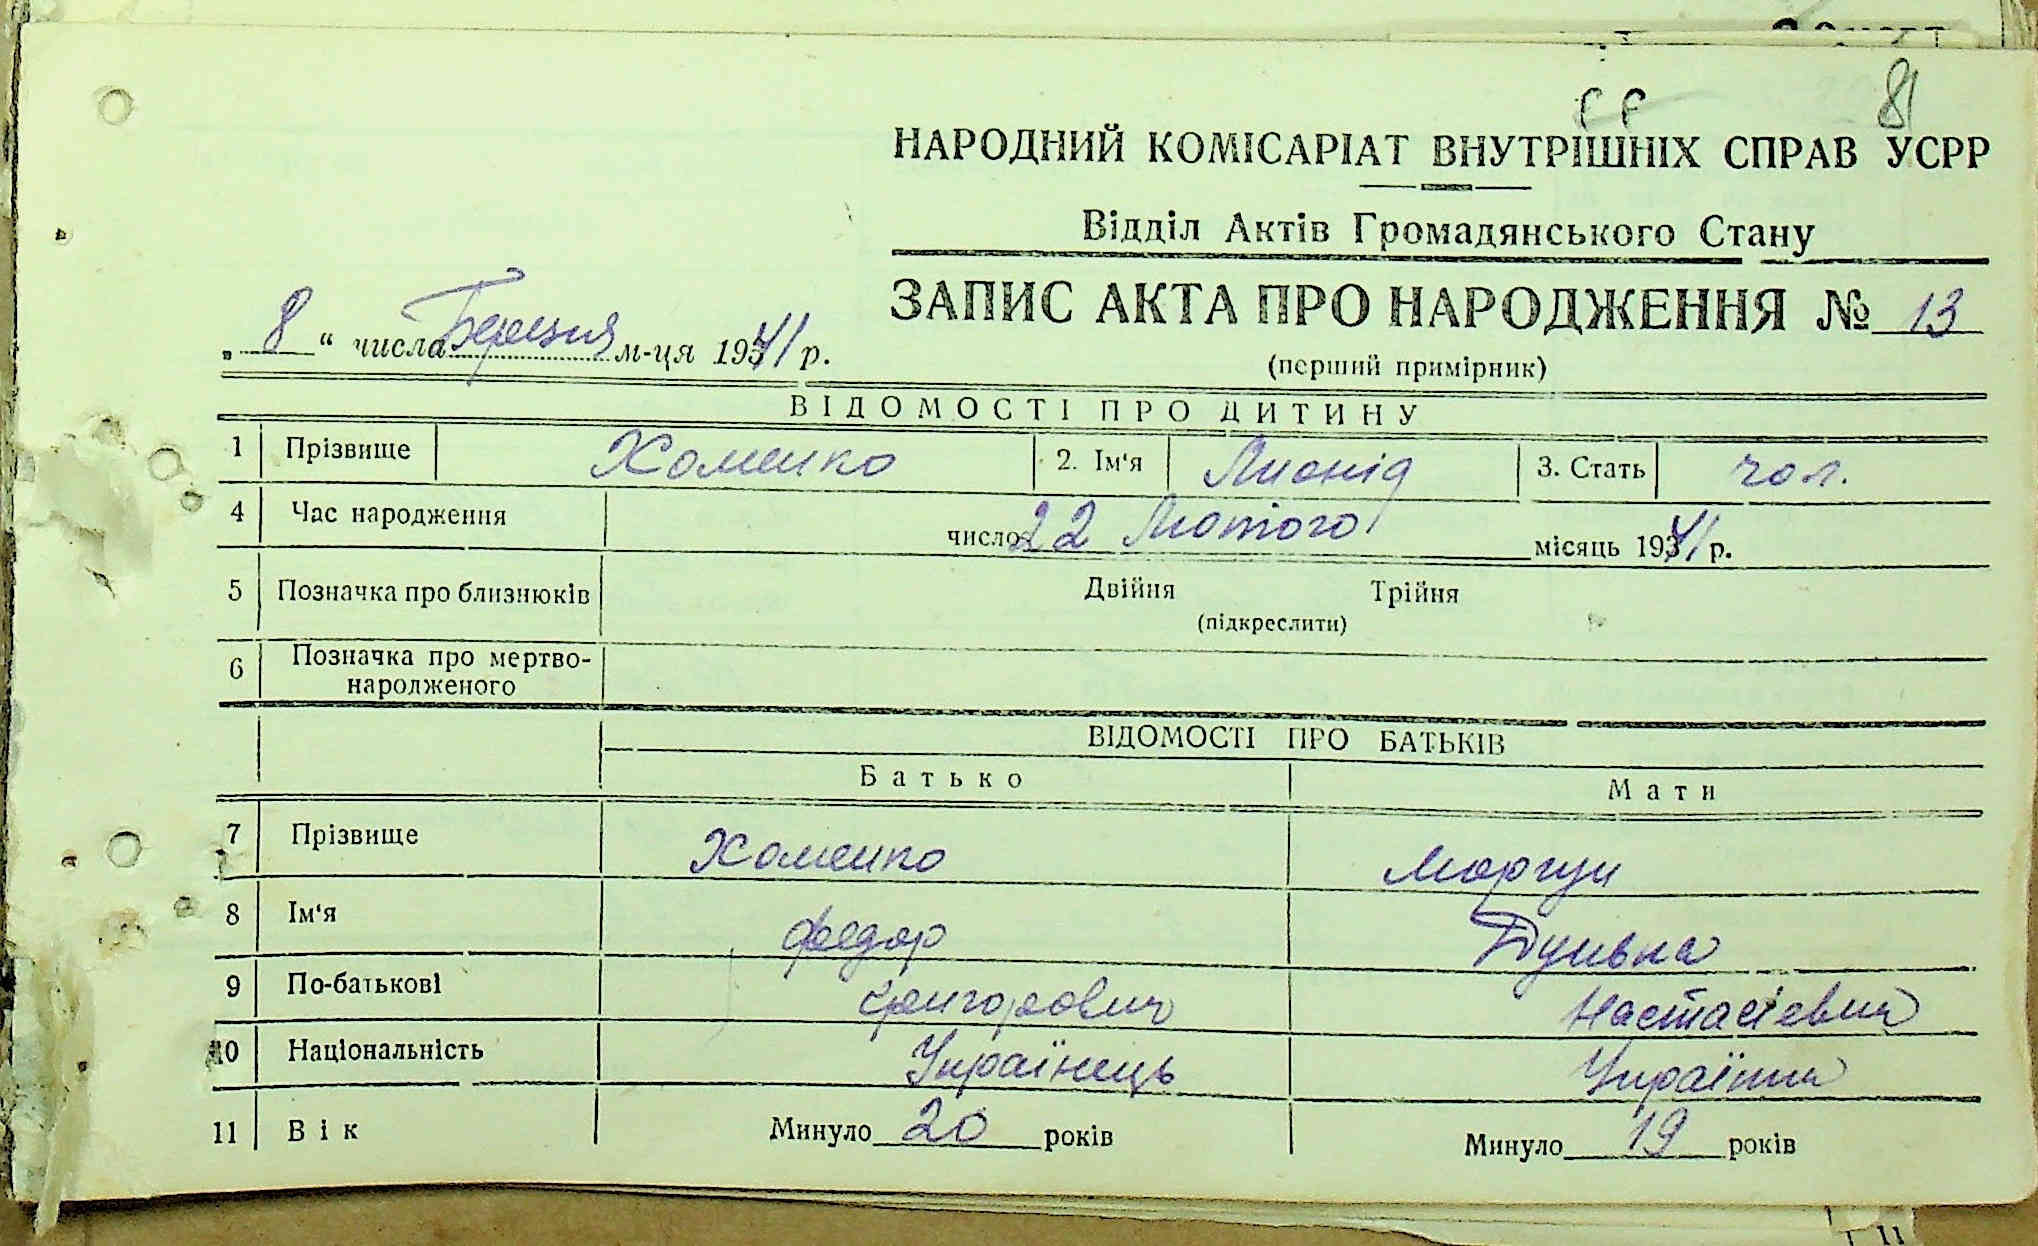 81
НАРОДНИЙ КОМІСАРІАТ ВНУТРІШНІХ СПРАВ УСРР
Відділ Актів Громадянського Стану
ЗАПИС АКТА ПРО НАРОДЖЕННЯ № 13
(перший примірник)
„ 8 “ числа Березня м-ця 1941 р.
ВІДОМОСТІ ПРО ДИТИНУ
1 Прізвище Хоменко 2. Ім‘я Лионід 3. Стать чол.
4 Час народження число 22 Лютого місяць 1941 р.
5 Позначка про близнюків Двійня Трійня
(підкреслити)
6 Позначка про мертво-
народженого
ВІДОМОСТІ ПРО БАТЬКІВ
Батько Мати
7 Прізвище Хоменко Моргун
8 Ім‘я Федор
9 По-батькові Григорович Настасієвна
10 Національність Українець Українка
11 Вік Минуло 20 років Минуло 19 років